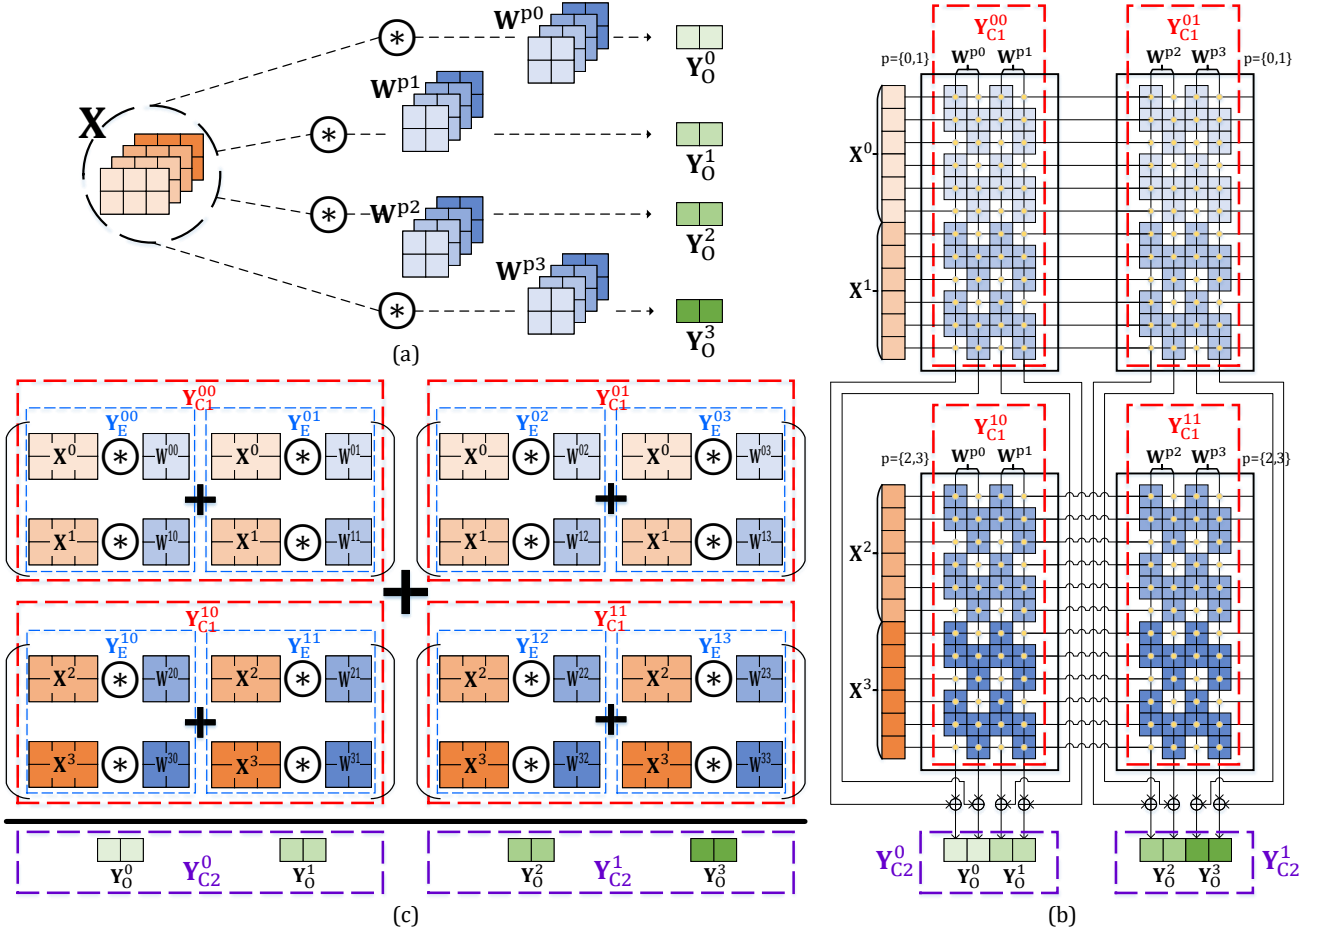 X
W^p0
Y_O^0
W^p1
Y_O^1
W^p2
Y_O^2
W^p3
Y_O^3
(a)
Y_C1^00
Y_C1^01
p={0,1}
W^p0
W^p1
W^p2
W^p3
p={0,1}
X^0
X^1
Y_C1^10
Y_C1^11
p={2,3}
W^p0
W^p1
W^p2
W^p3
p={2,3}
X^2
X^3
Y_C2^0
Y_O^0
Y_O^1
Y_O^2
Y_O^3
Y_C2^1
(b)
Y_C1^00
Y_C1^01
Y_E^00
Y_E^01
Y_E^02
Y_E^03
X^0 W^00 X^0 W^01 X^0 W^02 X^0 W^03
+ +
X^1 W^10 X^1 W^11 X^1 W^12 X^1 W^13
+
Y_C1^10
Y_C1^11
Y_E^10
Y_E^11
Y_E^12
Y_E^13
X^2 W^20 X^2 W^21 X^2 W^22 X^2 W^23
+ +
X^3 W^30 X^3 W^31 X^3 W^32 X^3 W^33
Y_O^0
Y_C2^0
Y_O^1
Y_O^2
Y_C2^1
Y_O^3
(c)